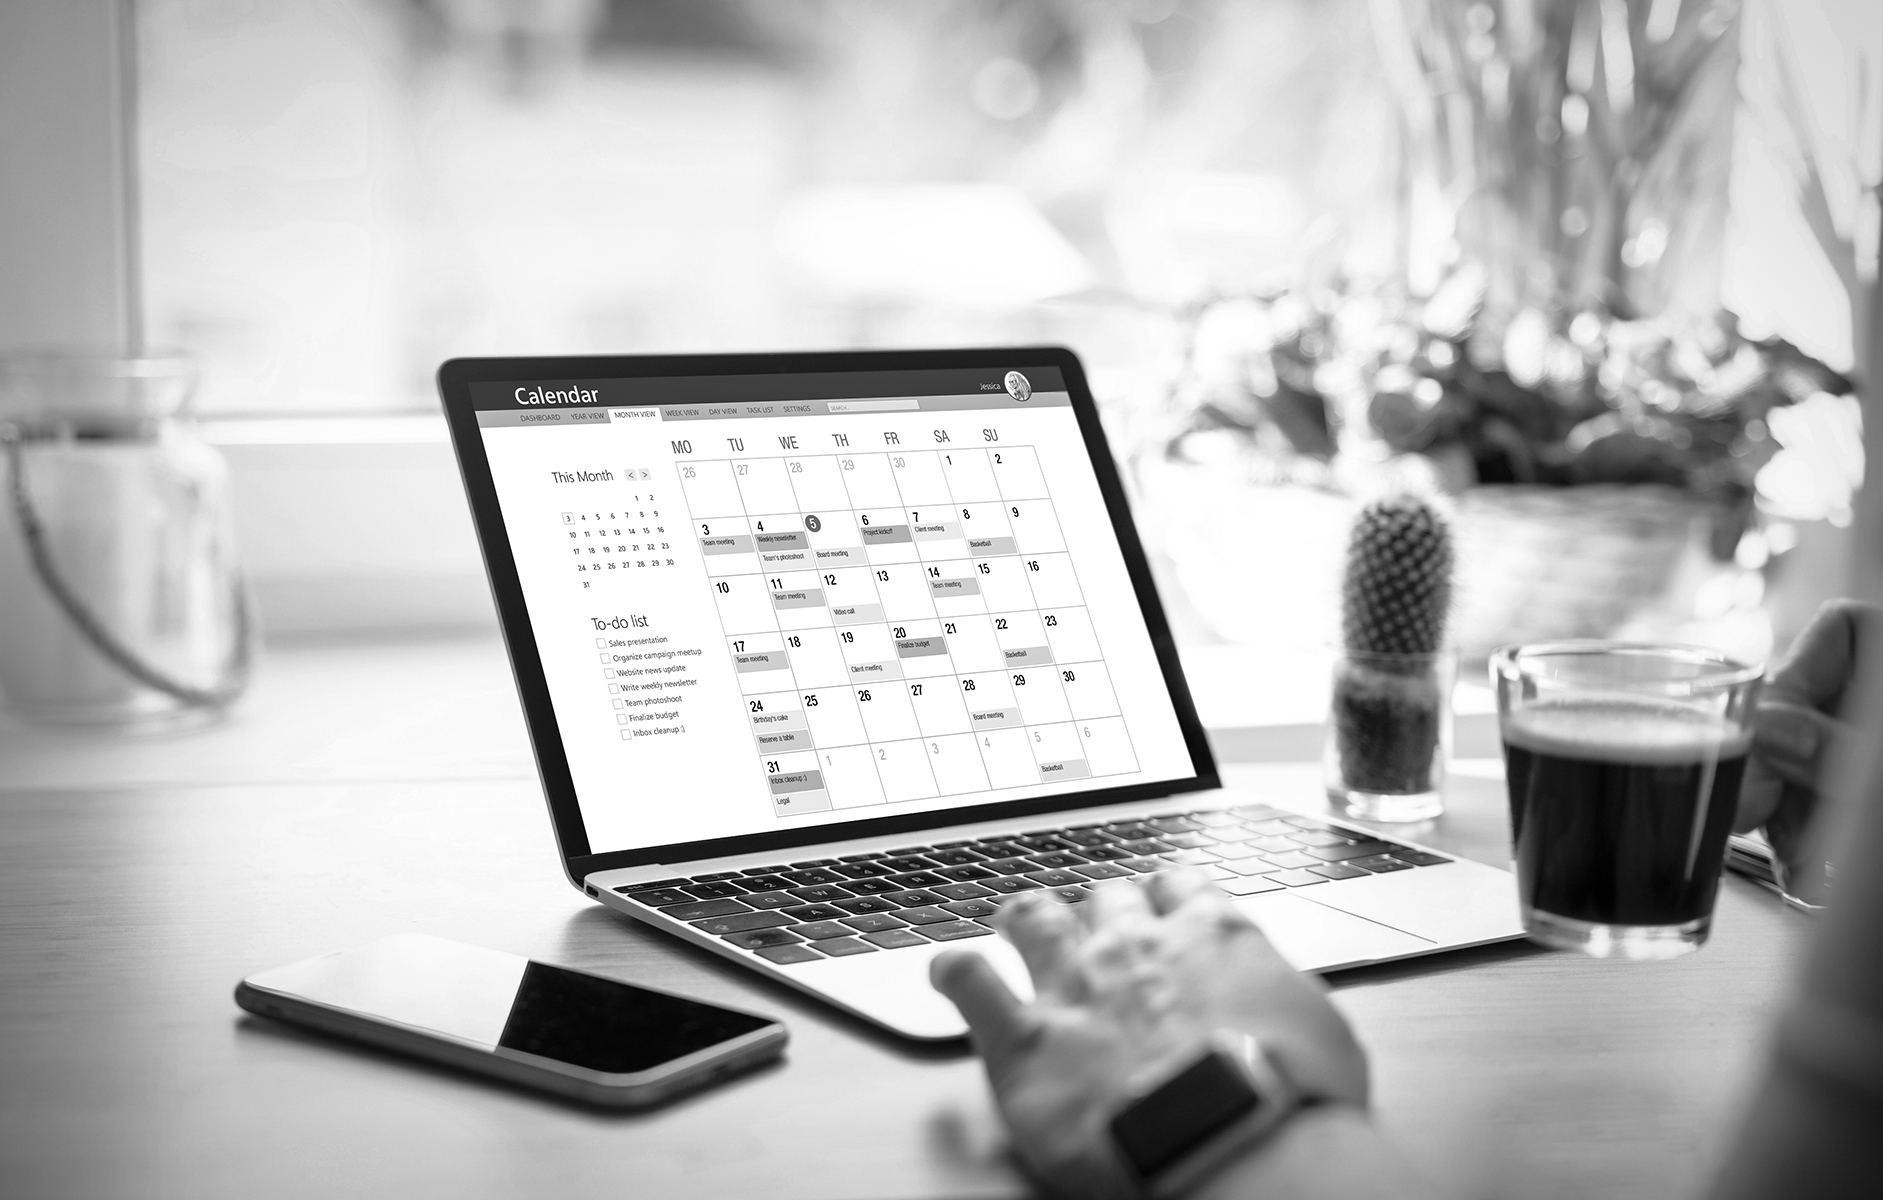 Calendar
Jessica
DASHBOARD YEAR VIEW MONTH VIEW WEEK VIEW DAY VIEW TASK LIST SETTINGS SEARCH...
This Month < >
1 2
3 4 5 6 7 8 9
10 11 12 13 14 15 16
17 18 19 20 21 22 23
24 25 26 27 28 29 30
31
To-do list
Sales presentation
Organize campaign meetup
Website news update
Write weekly newsletter
Team photoshoot
Finalize budget
Inbox cleanup :)
MO TU WE TH FR SA SU
26 27 28 29 30 1 2
3 4 5 6 7 8 9
Team meeting Weekly newsletter Project kickoff Client meeting
Team's photoshoot Board meeting Basketball
10 11 12 13 14 15 16
Team meeting Team meeting
Video call
17 18 19 20 21 22 23
Team meeting Finalize budget
Client meeting Basketball
24 25 26 27 28 29 30
Birthday's cake
Reserve a table Board meeting
31 1 2 3 4 5 6
Inbox cleanup :)
Legal Basketball